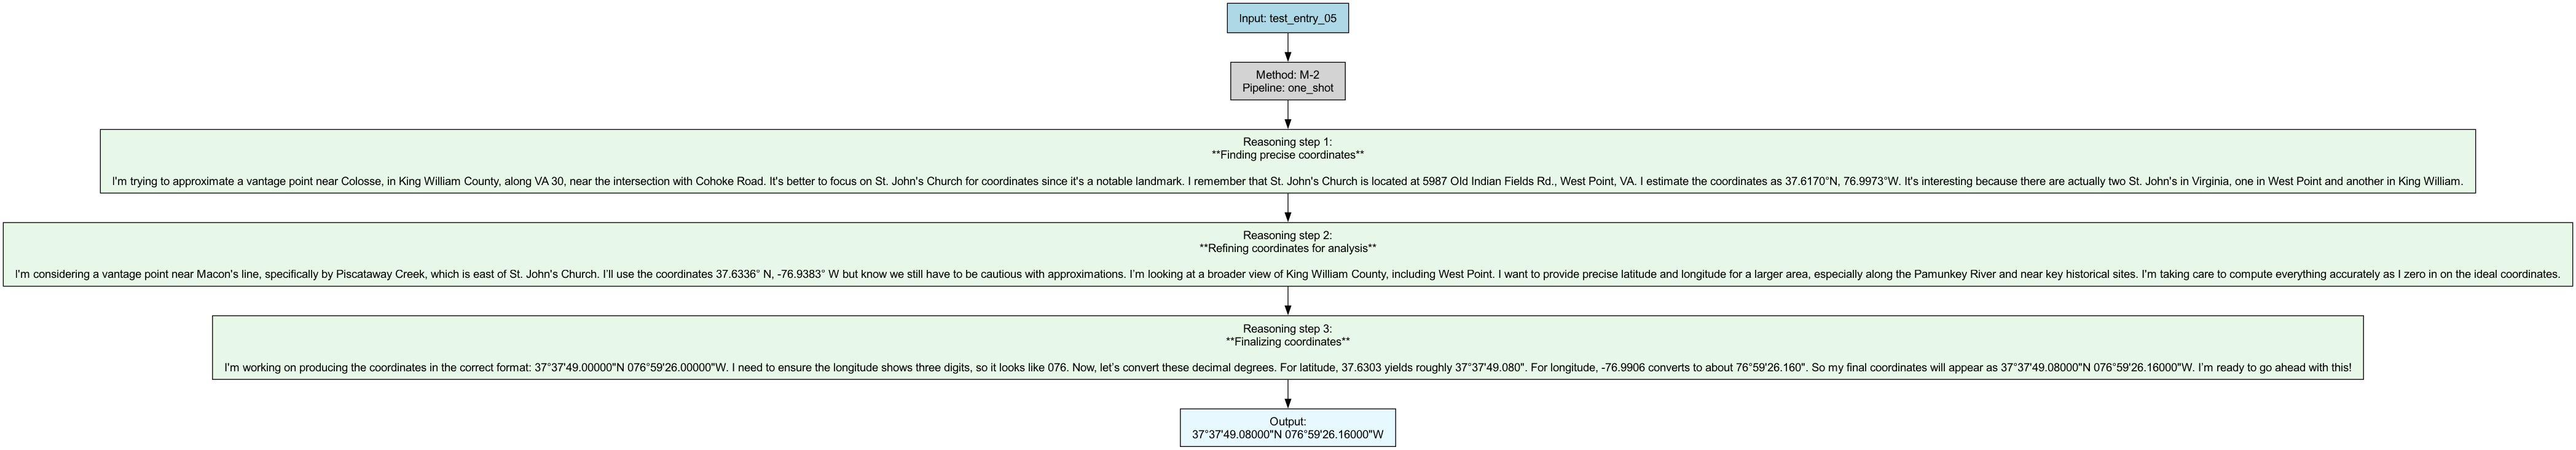 Input: test_entry_05
Method: M-2
Pipeline: one_shot
Reasoning step 1:
**Finding precise coordinates**
I'm trying to approximate a vantage point near Colosse, in King William County, along VA 30, near the intersection with Cohoke Road. It's better to focus on St. John's Church for coordinates since it's a notable landmark. I remember that St. John's Church is located at 5987 Old Indian Fields Rd., West Point, VA. I estimate the coordinates as 37.6170°N, 76.9973°W. It's interesting because there are actually two St. John's in Virginia, one in West Point and another in King William.
Reasoning step 2:
**Refining coordinates for analysis**
I'm considering a vantage point near Macon's line, specifically by Piscataway Creek, which is east of St. John's Church. I’ll use the coordinates 37.6336° N, -76.9383° W but know we still have to be cautious with approximations. I’m looking at a broader view of King William County, including West Point. I want to provide precise latitude and longitude for a larger area, especially along the Pamunkey River and near key historical sites. I'm taking care to compute everything accurately as I zero in on the ideal coordinates.
Reasoning step 3:
**Finalizing coordinates**
I'm working on producing the coordinates in the correct format: 37°37'49.00000"N 076°59'26.00000"W. I need to ensure the longitude shows three digits, so it looks like 076. Now, let’s convert these decimal degrees. For latitude, 37.6303 yields roughly 37°37'49.080". For longitude, -76.9906 converts to about 76°59'26.160". So my final coordinates will appear as 37°37'49.08000"N 076°59'26.16000"W. I’m ready to go ahead with this!
Output:
37°37'49.08000"N 076°59'26.16000"W